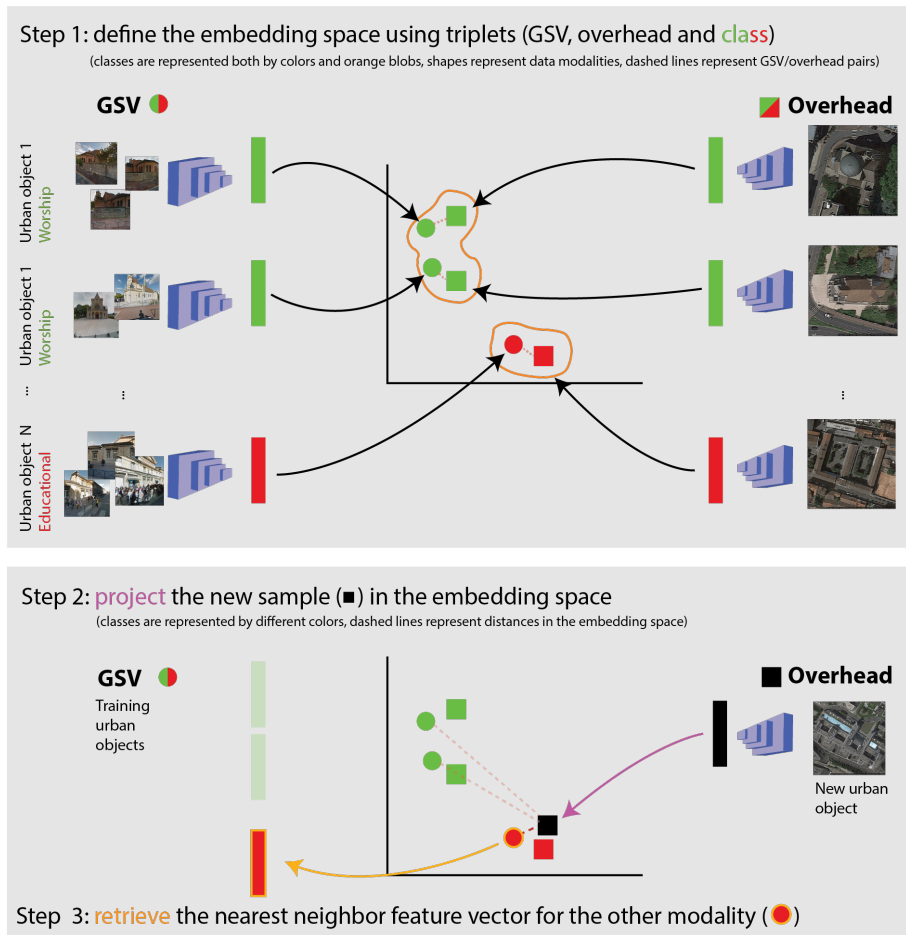 Step 1: define the embedding space using triplets (GSV, overhead and class)
(classes are represented both by colors and orange blobs, shapes represent data modalities, dashed lines represent GSV/overhead pairs)
GSV
Overhead
Urban object 1
Worship
Urban object 1
Worship
...
...
...
Urban object N
Educational
Step 2: project the new sample (■) in the embedding space
(classes are represented by different colors, dashed lines represent distances in the embedding space)
GSV
Training
urban
objects
Overhead
New urban
object
Step 3: retrieve the nearest neighbor feature vector for the other modality ( )